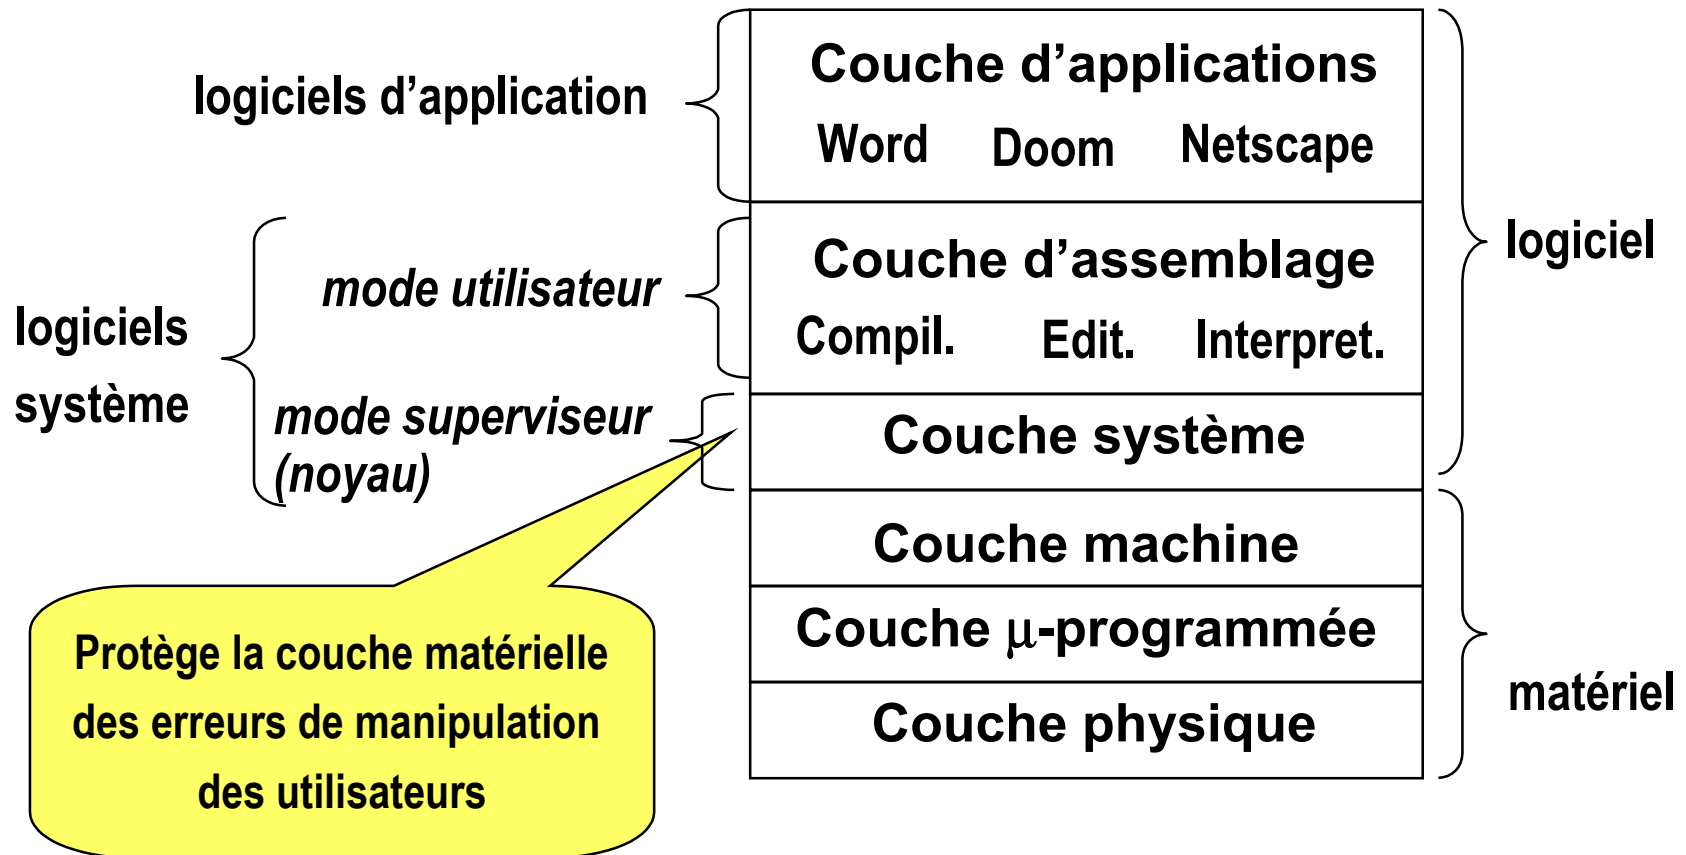 logiciels d'application
Couche d'applications
Word Doom Netscape
logiciel
logiciels
système
mode utilisateur
Couche d'assemblage
Compil. Edit. Interpret.
mode superviseur
(noyau)
Couche système
Couche machine
Couche μ-programmée
Couche physique
matériel
Protège la couche matérielle
des erreurs de manipulation
des utilisateurs